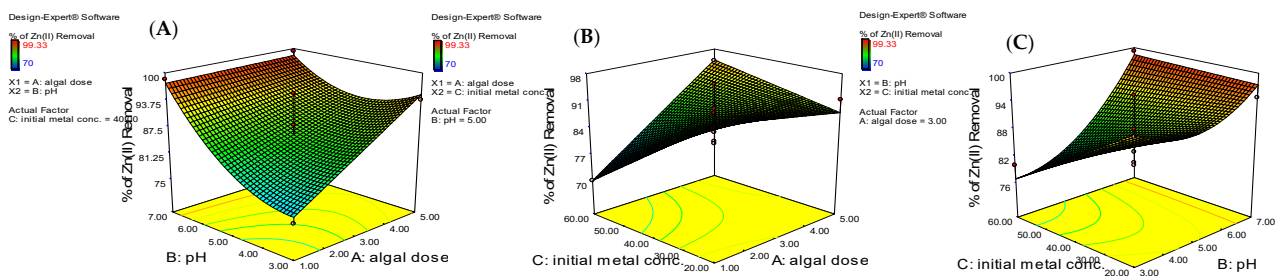 Design-Expert® Software
% of Zn(II) Removal
99.33
70
X1 = A: algal dose
X2 = B: pH
Actual Factor
C: initial metal conc. = 40.00
(A)
% of Zn(II) Removal
100
93.75
87.5
81.25
75
7.00
6.00
5.00
4.00
3.00
B: pH
1.00
2.00
3.00
4.00
5.00
A: algal dose
Design-Expert® Software
% of Zn(II) Removal
99.33
70
X1 = A: algal dose
X2 = C: initial metal conc.
Actual Factor
B: pH = 5.00
(B)
% of Zn(II) Removal
98
91
84
77
70
60.00
50.00
40.00
30.00
20.00
C: initial metal conc.
1.00
2.00
3.00
4.00
5.00
A: algal dose
Design-Expert® Software
% of Zn(II) Removal
99.33
70
X1 = B: pH
X2 = C: initial metal conc.
Actual Factor
A: algal dose = 3.00
(C)
% of Zn(II) Removal
100
94
88
82
76
60.00
50.00
40.00
30.00
20.00
C: initial metal conc.
3.00
4.00
5.00
6.00
7.00
B: pH